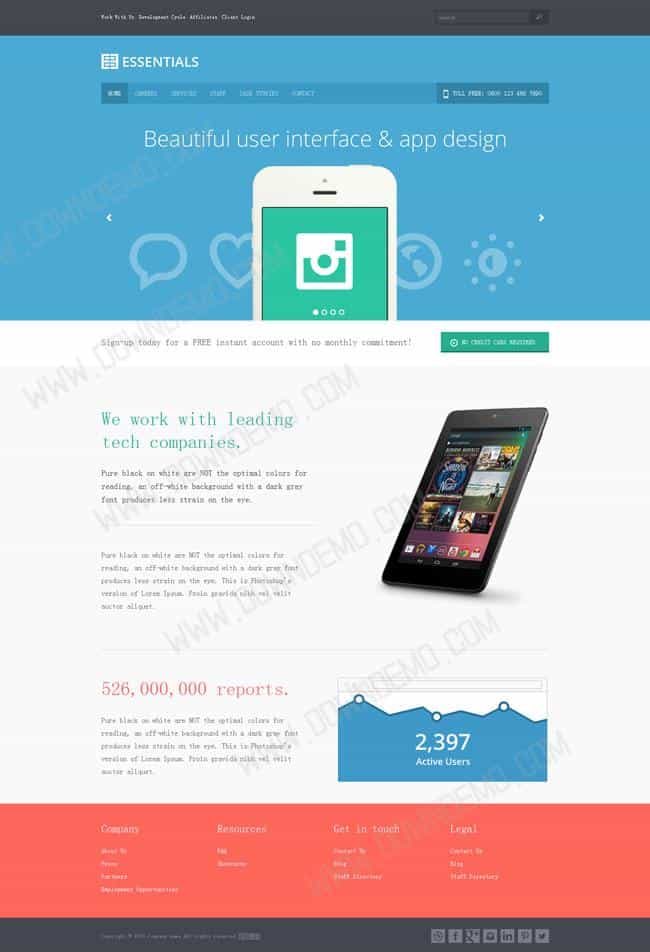 Work With Us Development Cycle Affiliates Client Login
Search
ESSENTIALS
HOME CAREERS SERVICES STAFF CASE STUDIES CONTACT
TOLL FREE: 0800 123 456 7890
Beautiful user interface & app design
Sign-up today for a FREE instant account with no monthly commitment!
NO CREDIT CARD REQUIRED
We work with leading
tech companies.
Pure black on white are NOT the optimal colors for
reading, an off-white background with a dark grey
font produces less strain on the eye.
Pure black on white are NOT the optimal colors for
reading, an off-white background with a dark gray font
produces less strain on the eye. This is Photoshop's
version of Lorem Ipsum. Proin gravida nibh vel velit
auctor aliquet.
526,000,000 reports.
Pure black on white are NOT the optimal colors for
reading, an off-white background with a dark gray font
produces less strain on the eye. This is Photoshop's
version of Lorem Ipsum. Proin gravida nibh vel velit
auctor aliquet.
2,397
Active Users
Company Resources Get in touch Legal
About Us FAQ Contact Us Contact Us
Press Showcase Blog Blog
Partners Staff Directory Staff Directory
Employment Opportunities
WWW.DOWNDEMO.COM